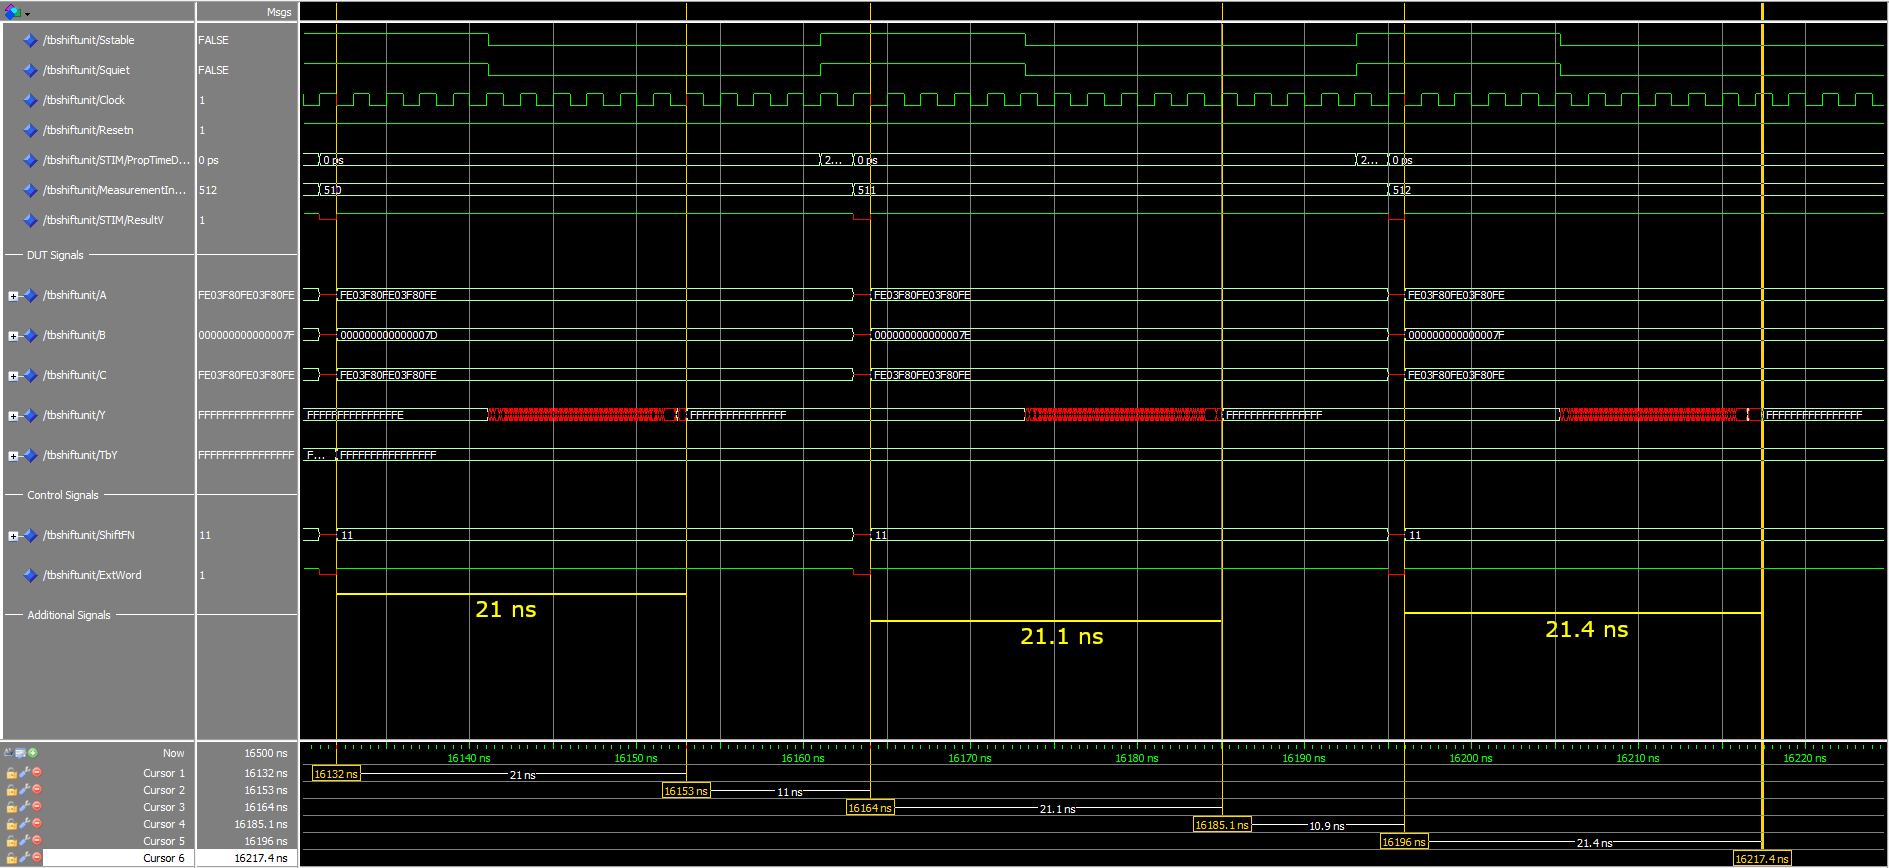 Msgs
/tbshiftunit/Sstable FALSE
/tbshiftunit/Squiet FALSE
/tbshiftunit/Clock 1
/tbshiftunit/Resetn 1
/tbshiftunit/STIM/PropTimeD... 0 ps 0 ps 2... 0 ps 2... 0 ps
/tbshiftunit/MeasurementIn... 512 510 511 512
/tbshiftunit/STIM/ResultV 1
DUT Signals
/tbshiftunit/A FE03F80FE03F80FE FE03F80FE03F80FE FE03F80FE03F80FE FE03F80FE03F80FE
/tbshiftunit/B 000000000000007F 000000000000007D 000000000000007E 000000000000007F
/tbshiftunit/C FE03F80FE03F80FE FE03F80FE03F80FE FE03F80FE03F80FE FE03F80FE03F80FE
/tbshiftunit/Y FFFFFFFFFFFFFFFF FFFFFFFFFFFFFFFE FFFFFFFFFFFFFFFF FFFFFFFFFFFFFFFF FFFFFFFFFFFFFFFF
/tbshiftunit/TbY FFFFFFFFFFFFFFFF F... FFFFFFFFFFFFFFFF
Control Signals
/tbshiftunit/ShiftFN 11 11 11 11
/tbshiftunit/ExtWord 1
Additional Signals
21 ns 21.1 ns 21.4 ns
Now 16500 ns 16140 ns 16150 ns 16160 ns 16170 ns 16180 ns 16190 ns 16200 ns 16210 ns 16220 ns
Cursor 1 16132 ns 16132 ns 21 ns
Cursor 2 16153 ns 16153 ns 11 ns
Cursor 3 16164 ns 16164 ns 21.1 ns
Cursor 4 16185.1 ns 16185.1 ns 10.9 ns
Cursor 5 16196 ns 16196 ns 21.4 ns
Cursor 6 16217.4 ns 16217.4 ns